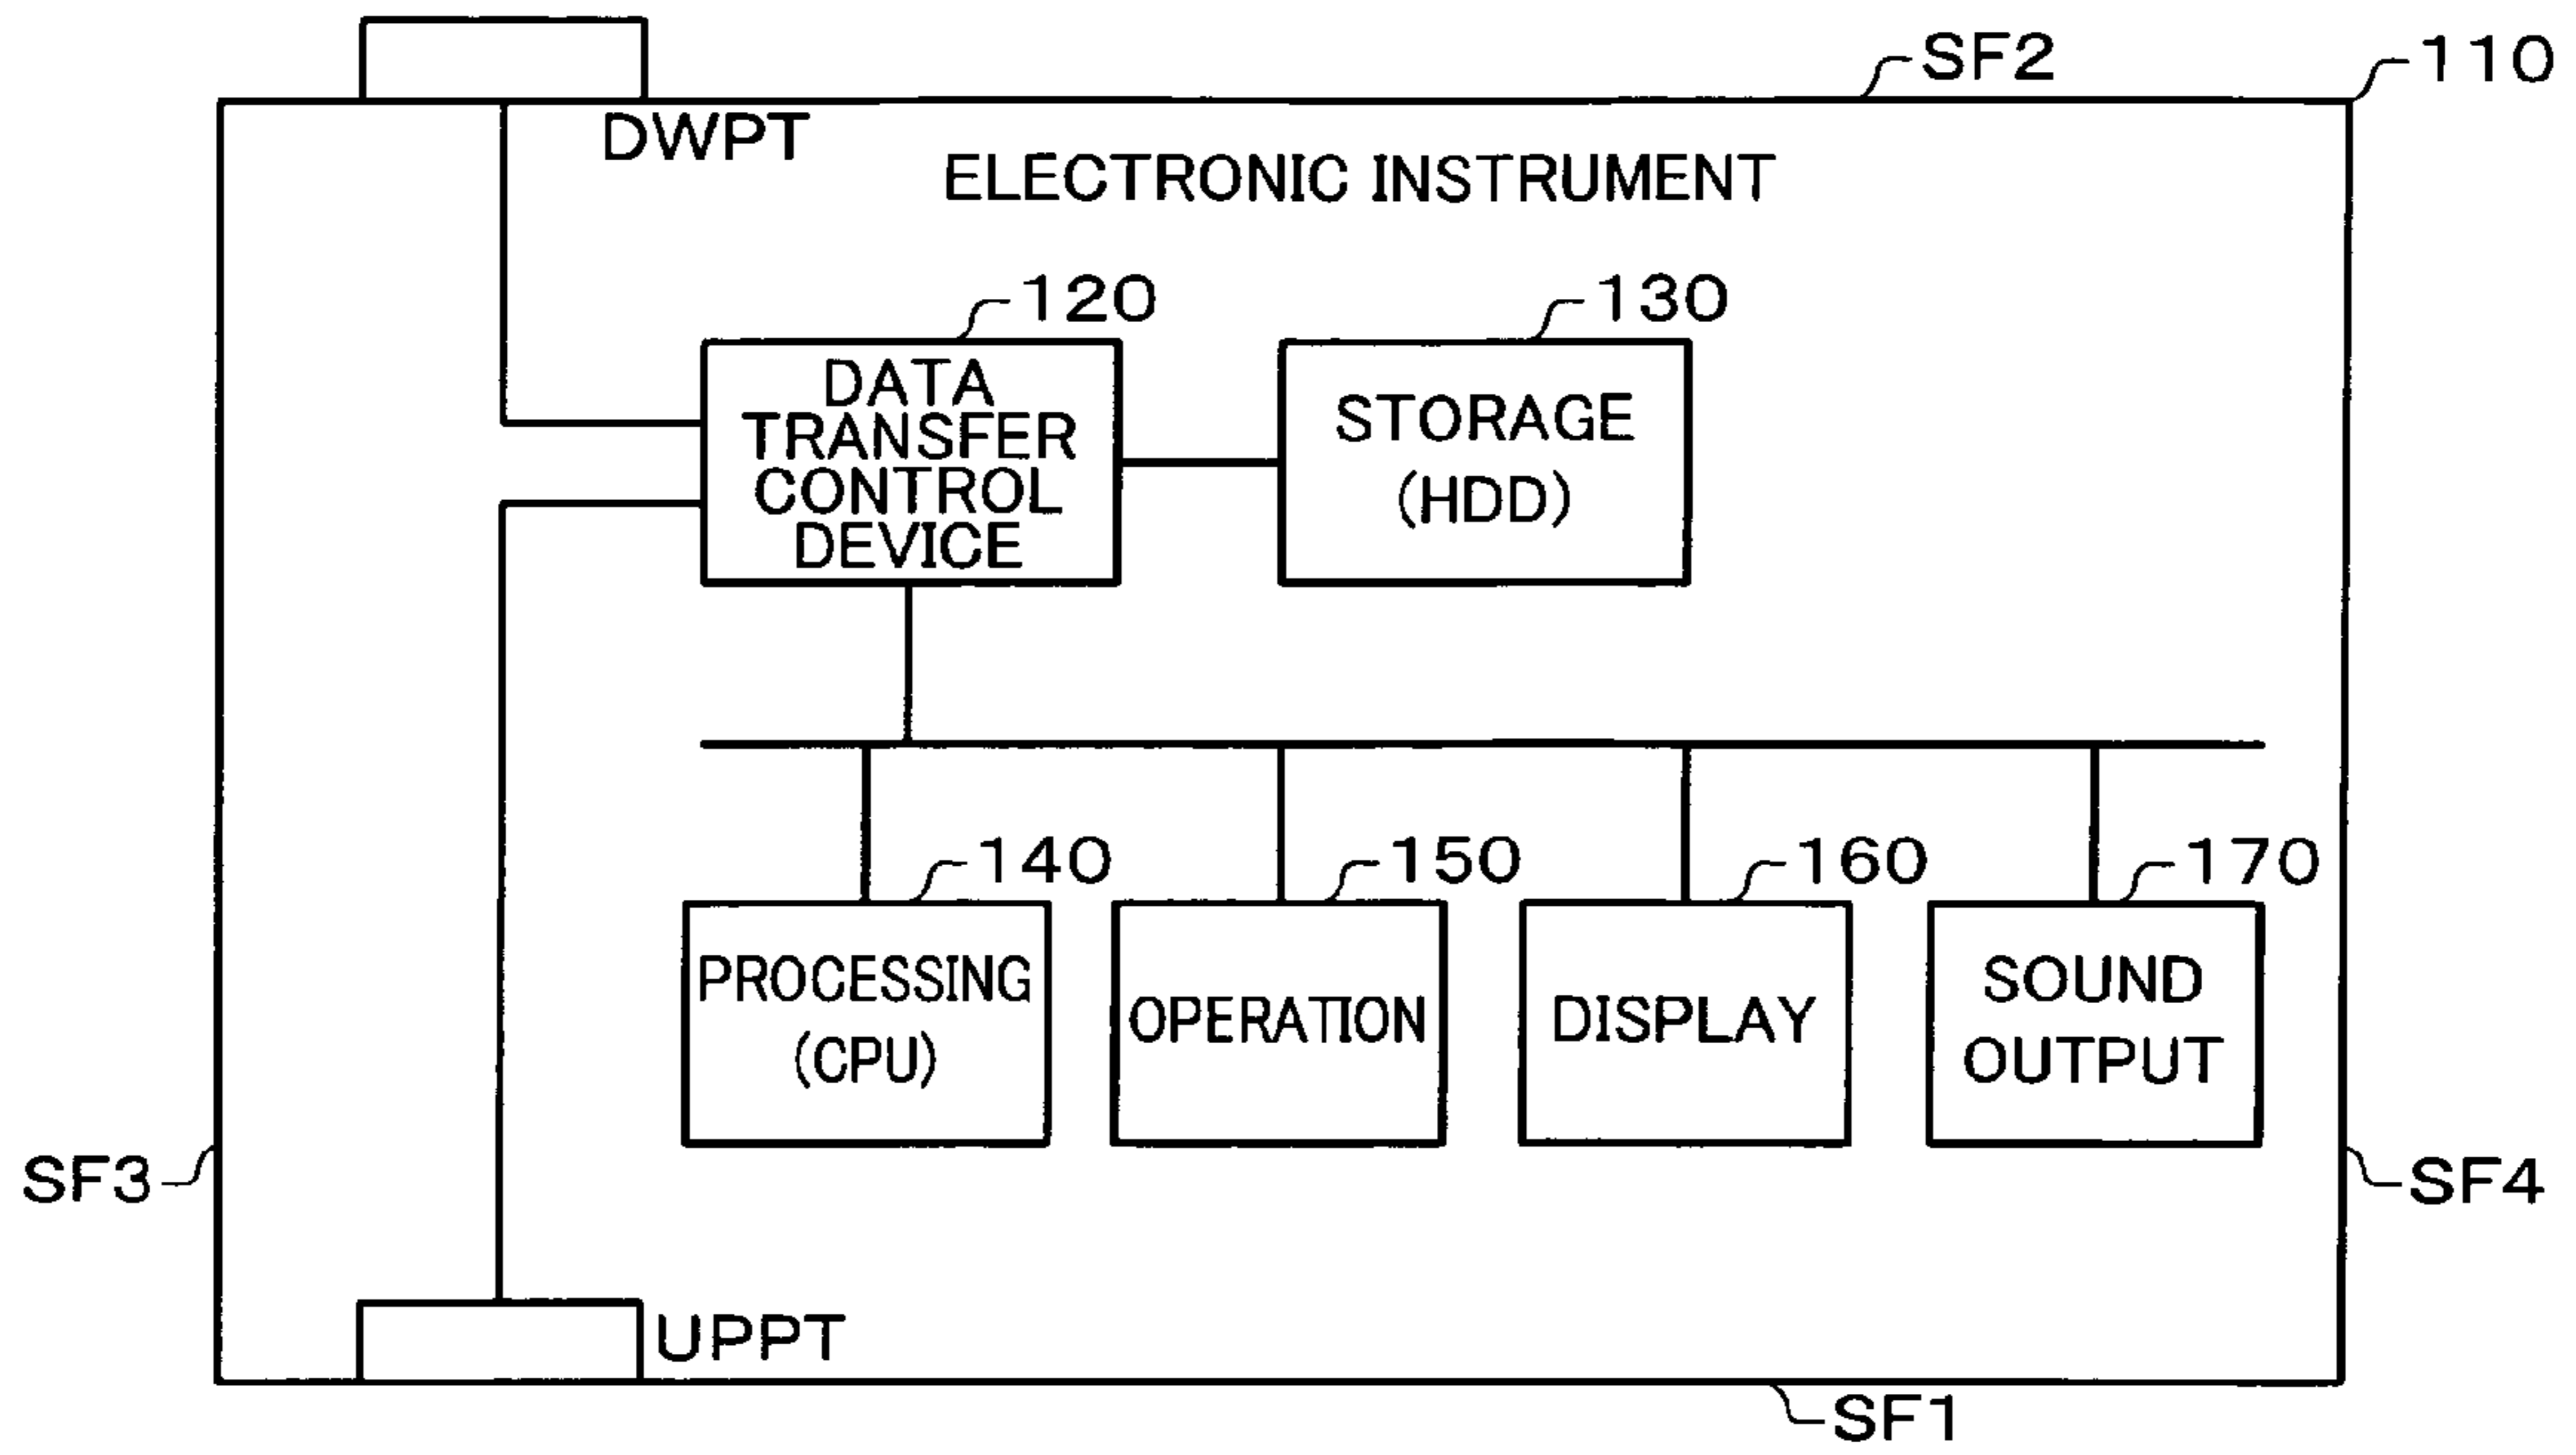 SF2
110
DWPT
ELECTRONIC INSTRUMENT
120
130
DATA
TRANSFER
CONTROL
DEVICE
STORAGE
(HDD)
140
150
160
170
PROCESSING
(CPU)
OPERATION
DISPLAY
SOUND
OUTPUT
SF3
SF4
UPPT
SF1